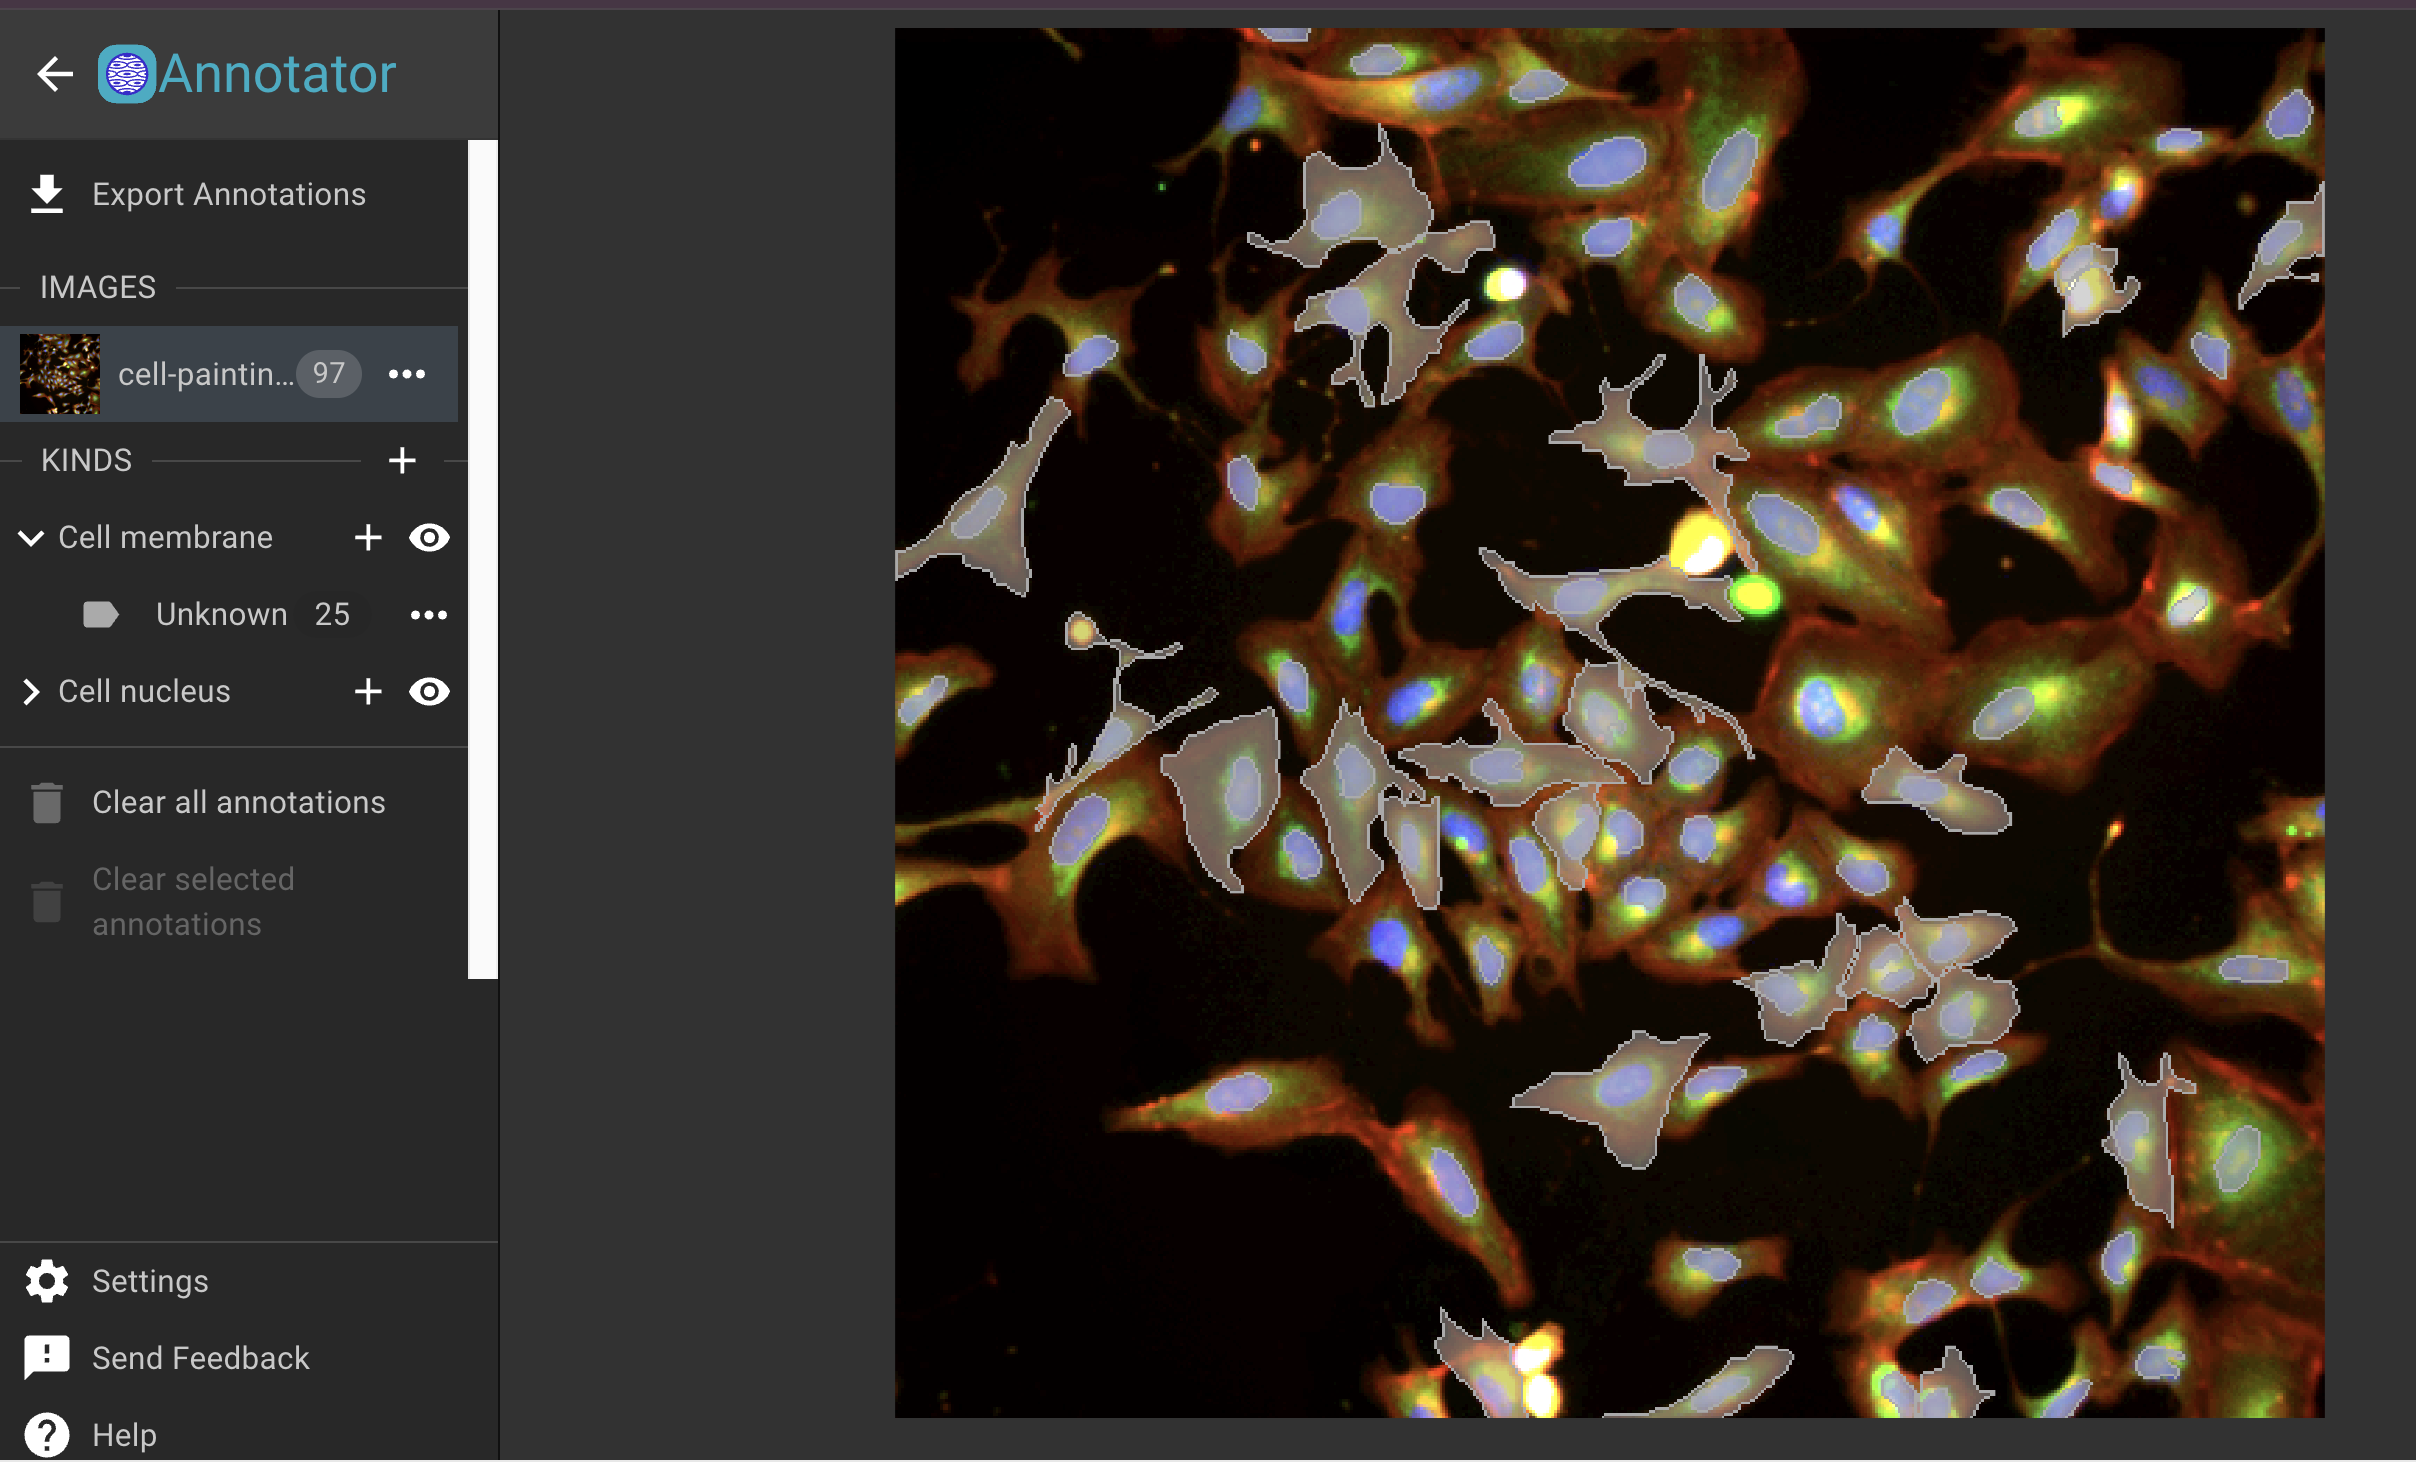 Annotator
Export Annotations
IMAGES
cell-paintin... 97
KINDS
Cell membrane
Unknown 25
Cell nucleus
Clear all annotations
Clear selected
annotations
Settings
Send Feedback
Help